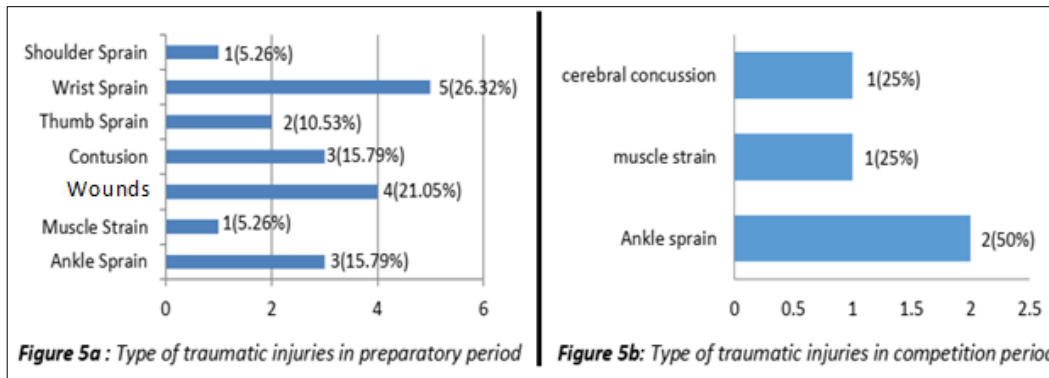 Shoulder Sprain 1(5.26%)
Wrist Sprain 5(26.32%)
Thumb Sprain 2(10.53%)
Contusion 3(15.79%)
Wounds 4(21.05%)
Muscle Strain 1(5.26%)
Ankle Sprain 3(15.79%)
0 2 4 6
Figure 5a : Type of traumatic injuries in preparatory period
cerebral concussion 1(25%)
muscle strain 1(25%)
Ankle sprain 2(50%)
0 0.5 1 1.5 2 2.5
Figure 5b: Type of traumatic injuries in competition period